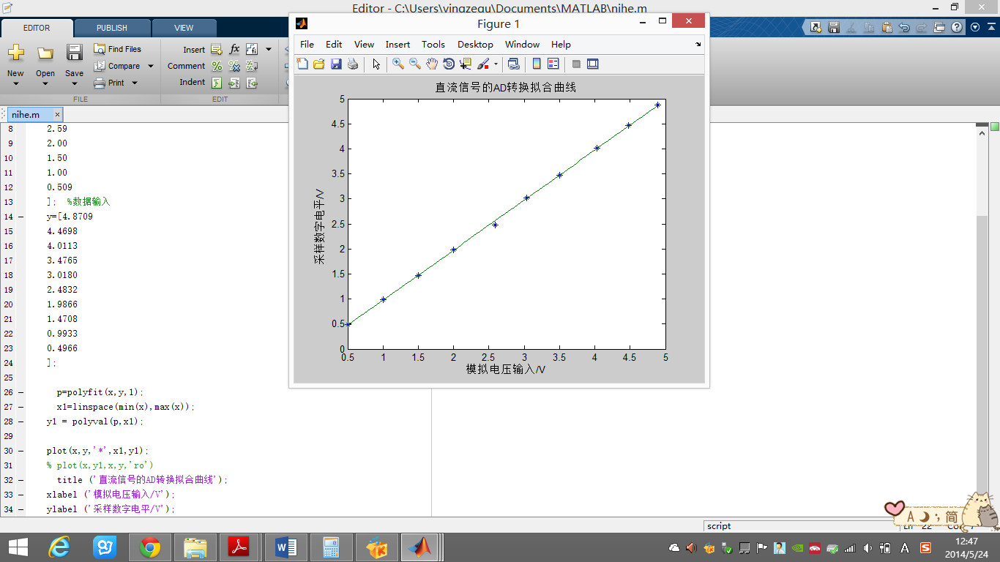 Editor - C:\Users\yingzegu\Documents\MATLAB\nihe.m
EDITOR PUBLISH VIEW
Find Files
Compare
Print
Insert
Comment
Indent
New Open Save
FILE EDIT
nihe.m
8 2.59
9 2.00
10 1.50
11 1.00
12 0.509
13 ]; %数据输入
14 y=[4.8709
15 4.4698
16 4.0113
17 3.4765
18 3.0180
19 2.4832
20 1.9866
21 1.4708
22 0.9933
23 0.4966
24 ];
25
26 p=polyfit(x,y,1);
27 x1=linspace(min(x),max(x));
28 y1 = polyval(p,x1);
29
30 plot(x,y,'*',x1,y1);
31 % plot(x,y1,x,y,'ro')
32 title ('直流信号的AD转换拟合曲线');
33 xlabel ('模拟电压输入/V');
34 ylabel ('采样数字电平/V');
Figure 1
File Edit View Insert Tools Desktop Window Help
直流信号的AD转换拟合曲线
5
4.5
4
3.5
3
2.5
2
1.5
1
0.5
0
采样数字电平/V
0.5 1 1.5 2 2.5 3 3.5 4 4.5 5
模拟电压输入/V
script
Ln 22
A 简
12:47
2014/5/24